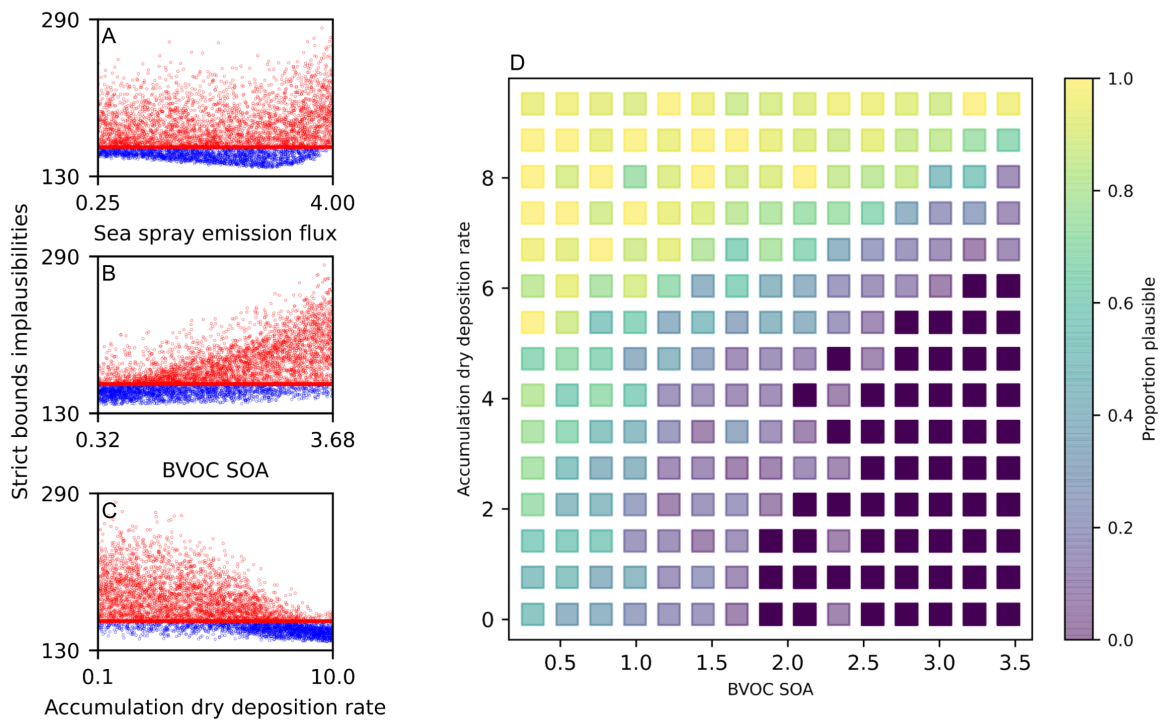 Strict bounds implausibilities
290
A
130
0.25
4.00
Sea spray emission flux
290
B
130
0.32
3.68
BVOC SOA
290
C
130
0.1
10.0
Accumulation dry deposition rate
D
Accumulation dry deposition rate
8
6
4
2
0
0.5
1.0
1.5
2.0
2.5
3.0
3.5
BVOC SOA
1.0
0.8
0.6
0.4
0.2
0.0
Proportion plausible